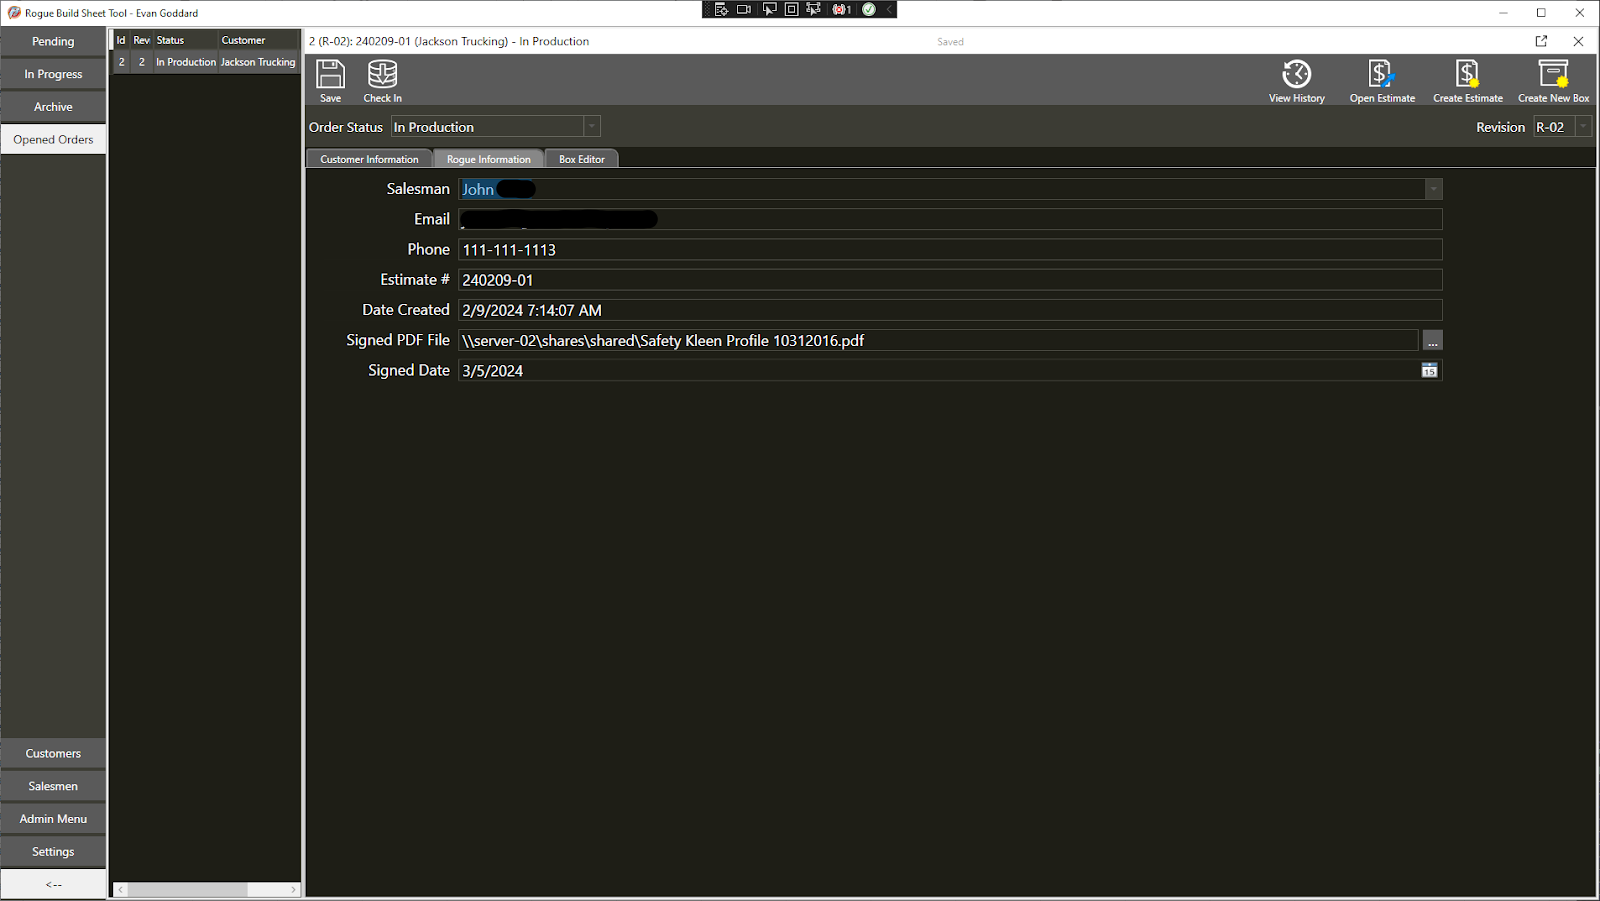 Rogue Build Sheet Tool - Evan Goddard
1
Pending
In Progress
Archive
Opened Orders
Customers
Salesmen
Admin Menu
Settings
<--
Id Rev Status Customer
2 2 In Production Jackson Trucking
2 (R-02): 240209-01 (Jackson Trucking) - In Production
Saved
Save
Check In
View History
Open Estimate
Create Estimate
Create New Box
Order Status In Production
Revision R-02
Customer Information
Rogue Information
Box Editor
Salesman John
Email
Phone 111-111-1113
Estimate # 240209-01
Date Created 2/9/2024 7:14:07 AM
Signed PDF File \\server-02\shares\shared\Safety Kleen Profile 10312016.pdf ...
Signed Date 3/5/2024 15